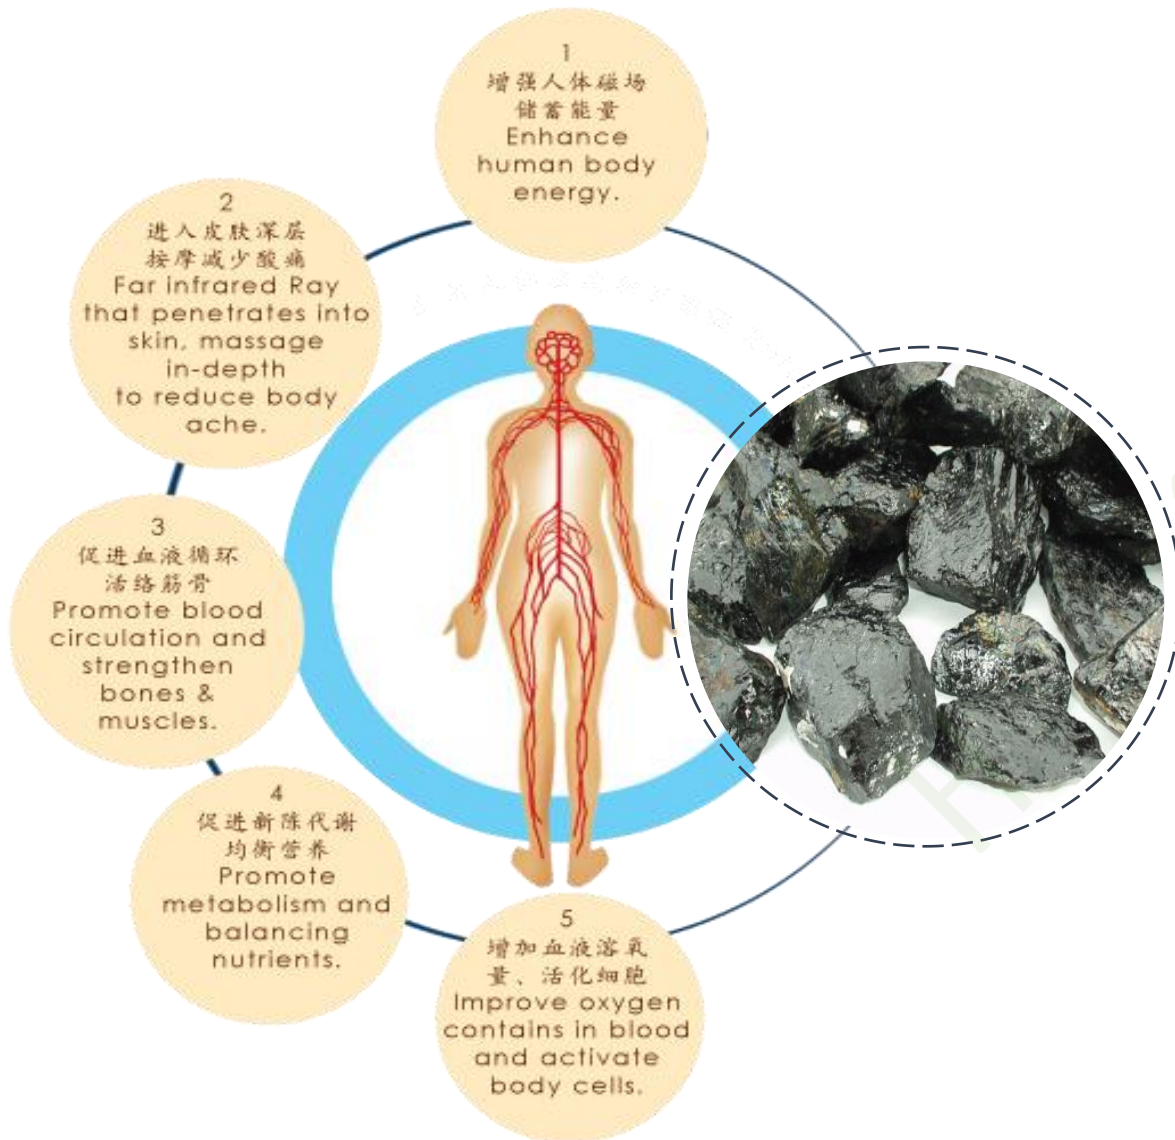 1
增强人体磁场
储蓄能量
Enhance
human body
energy.
2
进入皮肤深层
按摩减少酸痛
Far infrared Ray
that penetrates into
skin, massage
in-depth
to reduce body
ache.
3
促进血液循环
活络筋骨
Promote blood
circulation and
strengthen
bones &
muscles.
4
促进新陈代谢
均衡营养
Promote
metabolism and
balancing
nutrients.
5
增加血液溶氧
量、活化细胞
Improve oxygen
contains in blood
and activate
body cells.